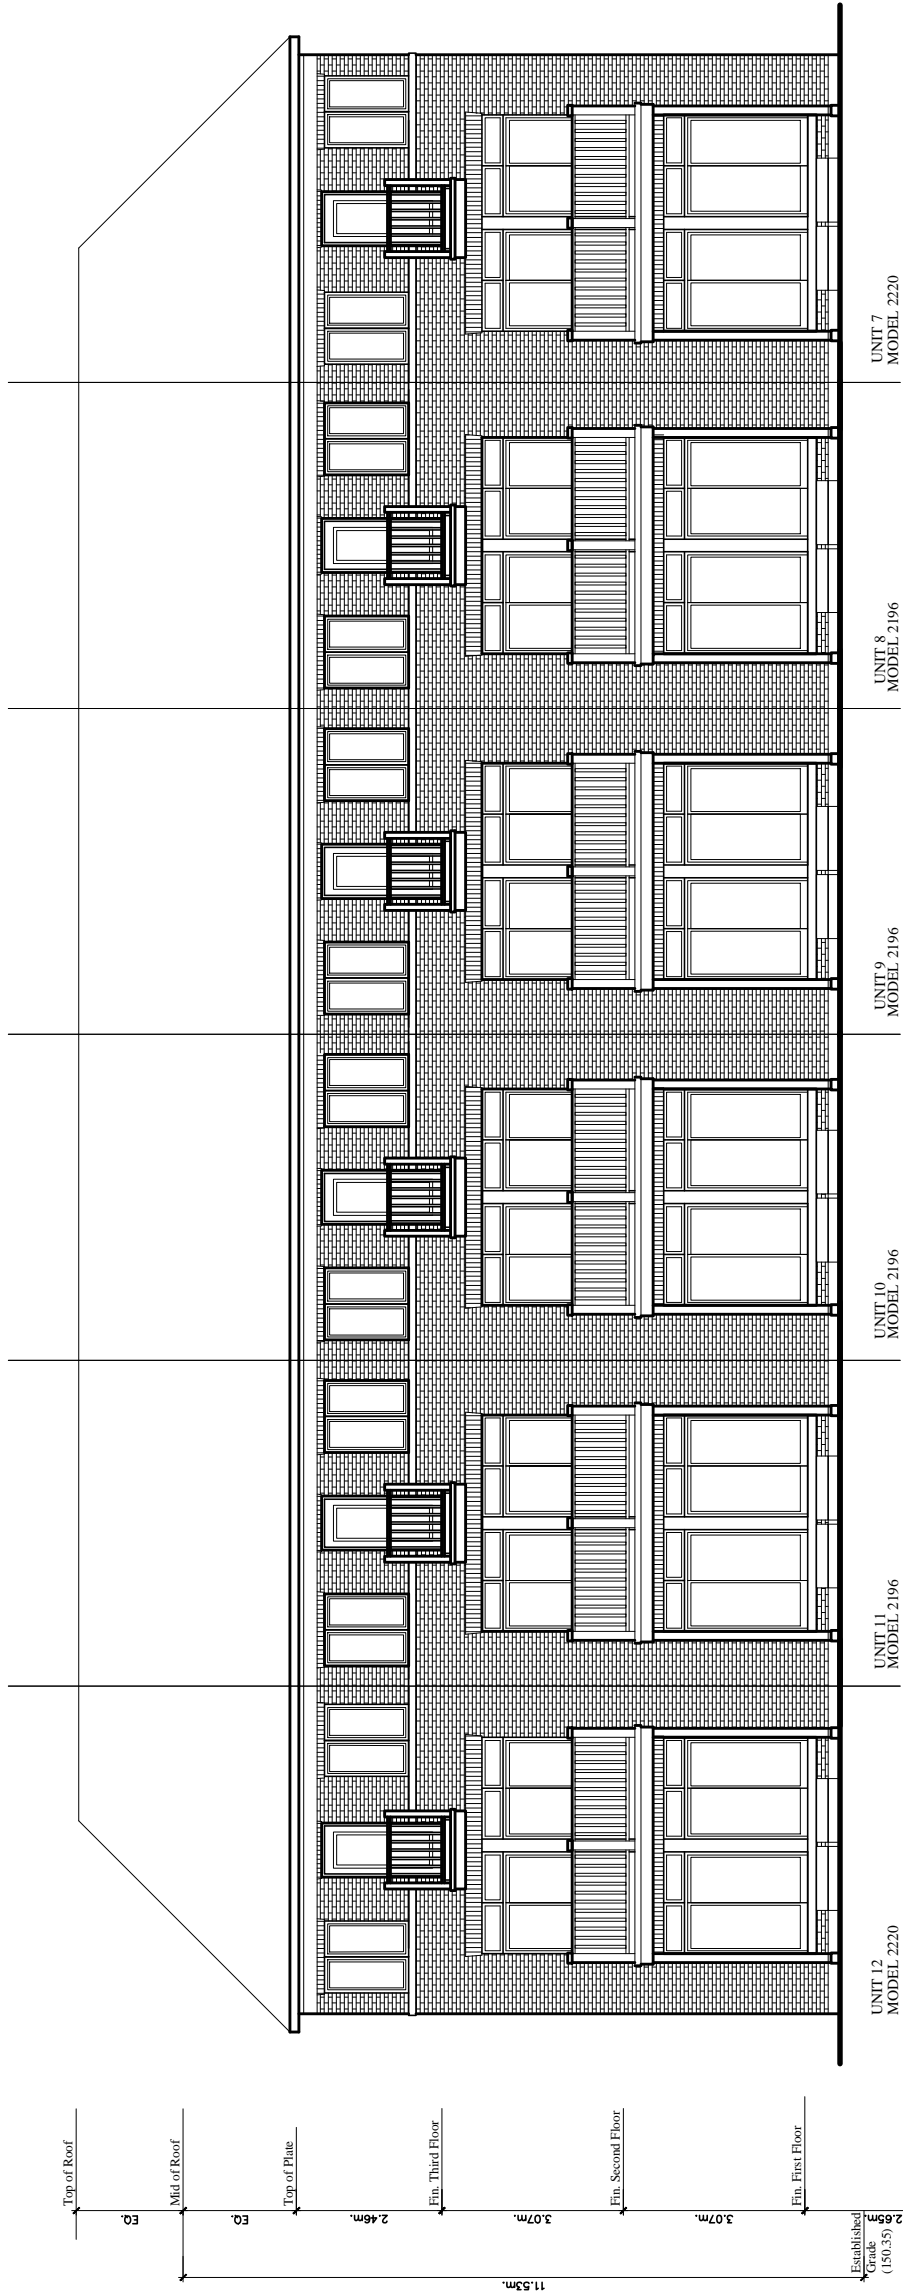 Top of Roof
EQ.
Mid of Roof
EQ.
Top of Plate
2.46m.
Fin. Third Floor
3.07m.
Fin. Second Floor
3.07m.
Fin. First Floor
2.65m.
Established
Grade
(150.35)
11.53m.
UNIT 12
MODEL 2220
UNIT 11
MODEL 2196
UNIT 10
MODEL 2196
UNIT 9
MODEL 2196
UNIT 8
MODEL 2196
UNIT 7
MODEL 2220